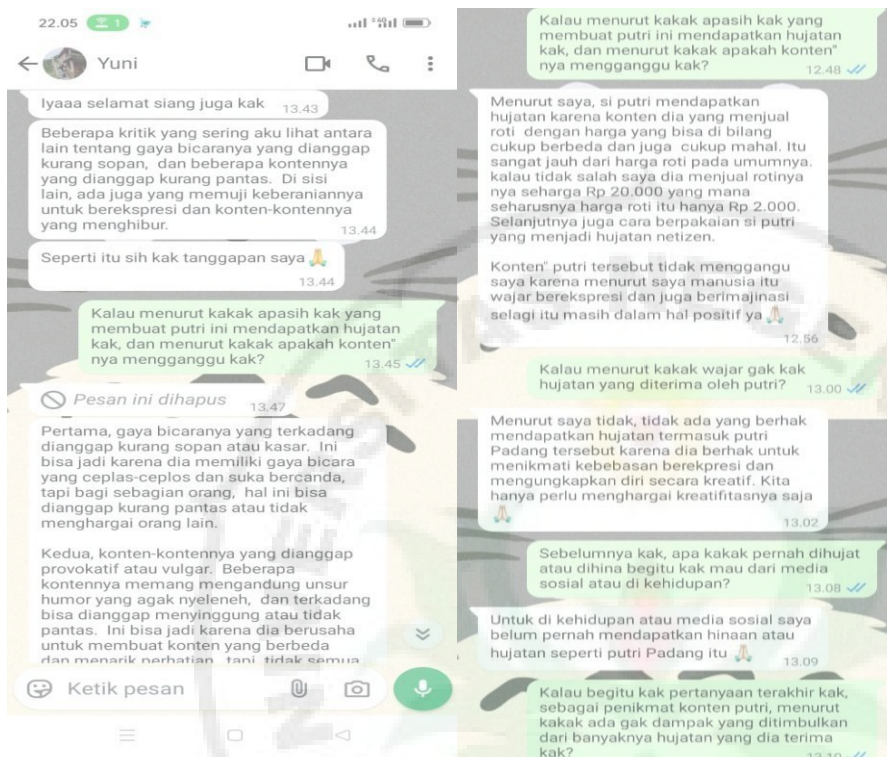 22.05
1
Yuni
Iyaaa selamat siang juga kak 13.43
Beberapa kritik yang sering aku lihat antara
lain tentang gaya bicaranya yang dianggap
kurang sopan, dan beberapa kontennya
yang dianggap kurang pantas. Di sisi
lain, ada juga yang memuji keberaniannya
untuk berekspresi dan konten-kontennya
yang menghibur. 13.44
Seperti itu sih kak tanggapan saya 🙏
13.44
Kalau menurut kakak apasih kak yang
membuat putri ini mendapatkan hujatan
kak, dan menurut kakak apakah konten"
nya mengganggu kak? 13.45
Pesan ini dihapus 13.47
Pertama, gaya bicaranya yang terkadang
dianggap kurang sopan atau kasar. Ini
bisa jadi karena dia memiliki gaya bicara
yang ceplas-ceplos dan suka bercanda,
tapi bagi sebagian orang, hal ini bisa
dianggap kurang pantas atau tidak
menghargai orang lain.
Kedua, konten-kontennya yang dianggap
provokatif atau vulgar. Beberapa
kontennya memang mengandung unsur
humor yang agak nyeleneh, dan terkadang
bisa dianggap menyinggung atau tidak
pantas. Ini bisa jadi karena dia berusaha
untuk membuat konten yang berbeda
dan menarik perhatian, tapi tidak semua
Ketik pesan
Kalau menurut kakak apasih kak yang
membuat putri ini mendapatkan hujatan
kak, dan menurut kakak apakah konten"
nya mengganggu kak? 12.48
Menurut saya, si putri mendapatkan
hujatan karena konten dia yang menjual
roti dengan harga yang bisa di bilang
cukup berbeda dan juga cukup mahal. Itu
sangat jauh dari harga roti pada umumnya.
kalau tidak salah saya dia menjual rotinya
nya seharga Rp 20.000 yang mana
seharusnya harga roti itu hanya Rp 2.000.
Selanjutnya juga cara berpakaian si putri
yang menjadi hujatan netizen.
Konten" putri tersebut tidak menggangu
saya karena menurut saya manusia itu
wajar berekspresi dan juga berimajinasi
selagi itu masih dalam hal positif ya 🙏
12.56
Kalau menurut kakak wajar gak kak
hujatan yang diterima oleh putri? 13.00
Menurut saya tidak, tidak ada yang berhak
mendapatkan hujatan termasuk putri
Padang tersebut karena dia berhak untuk
menikmati kebebasan berekpresi dan
mengungkapkan diri secara kreatif. Kita
hanya perlu menghargai kreatifitasnya saja
🙏 13.02
Sebelumnya kak, apa kakak pernah dihujat
atau dihina begitu kak mau dari media
sosial atau di kehidupan? 13.08
Untuk di kehidupan atau media sosial saya
belum pernah mendapatkan hinaan atau
hujatan seperti putri Padang itu 🙏 13.09
Kalau begitu kak pertanyaan terakhir kak,
sebagai penikmat konten putri, menurut
kakak ada gak dampak yang ditimbulkan
dari banyaknya hujatan yang dia terima
kak? 13.10